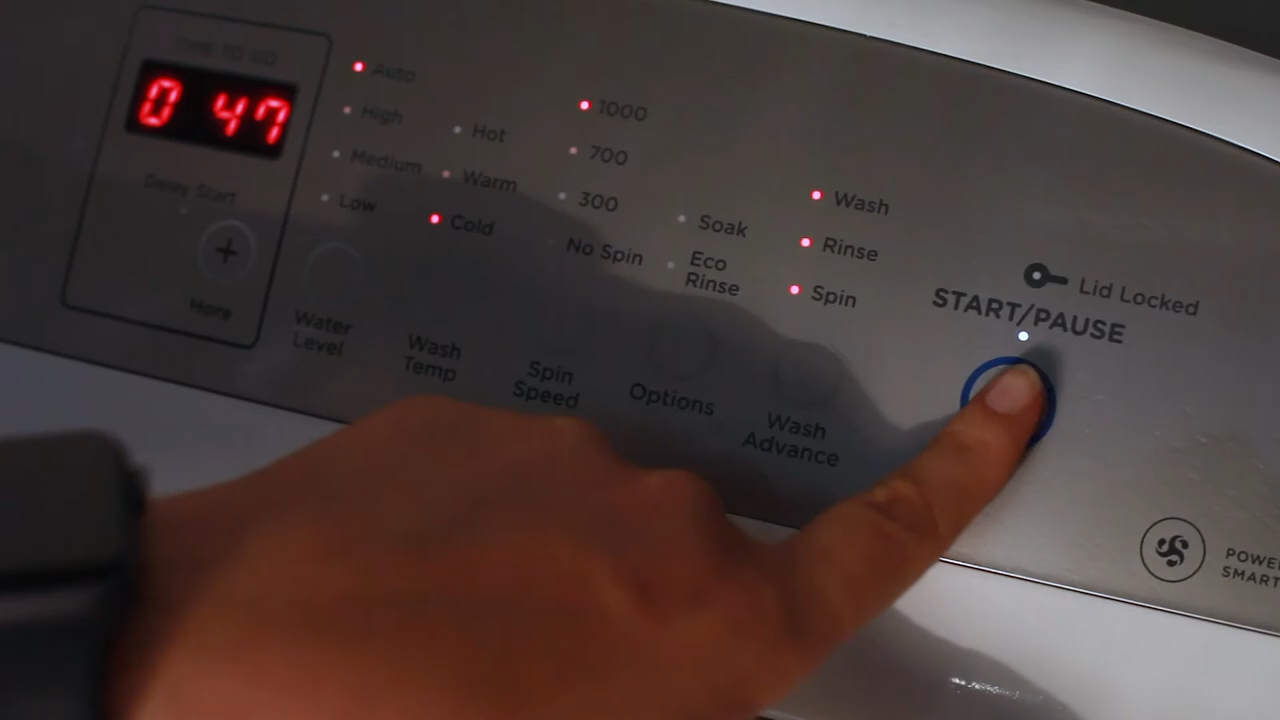 TIME TO GO
0 47
Delay Start
+
More
Auto
High
Medium
Low
Water
Level
Hot
Warm
Cold
Wash
Temp
1000
700
300
No Spin
Spin
Speed
Soak
Eco
Rinse
Options
Wash
Rinse
Spin
Wash
Advance
Lid Locked
START/PAUSE
SMART